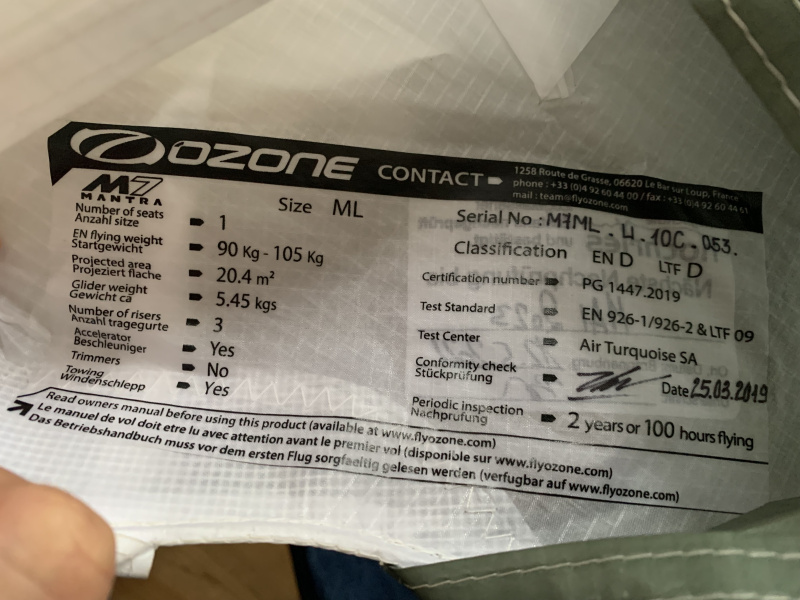 OZONE CONTACT
1258 Route de Grasse, 06620 Le Bar sur Loup, France
phone : +33 (0)4 92 60 44 00 / fax : +33 (0)4 92 60 44 61
mail : team@flyozone.com
M7
MANTRA
Size ML
Number of seats
Anzahl sitze
1
EN flying weight
Startgewicht
90 Kg - 105 Kg
Projected area
Projeziert flache
20.4 m²
Glider weight
Gewicht ca
5.45 kgs
Number of risers
Anzahl tragegurte
3
Accelerator
Beschleuniger
Yes
Trimmers
No
Towing
Windenschlepp
Yes
Serial No : M7ML - H - 10C - 053.
Classification EN D LTF D
Certification number PG 1447.2019
Test Standard EN 926-1/926-2 & LTF 09
Test Center Air Turquoise SA
Conformity check
Stückprüfung
Date 25.03.2019
Periodic inspection
Nachprufung
2 years or 100 hours flying
Read owners manual before using this product (available at www.flyozone.com)
Le manuel de vol doit etre lu avec attention avant le premier vol (disponible sur www.flyozone.com)
Das Betriebshandbuch muss vor dem ersten Flug sorgfaeltig gelesen werden (verfugbar auf www.flyozone.com)